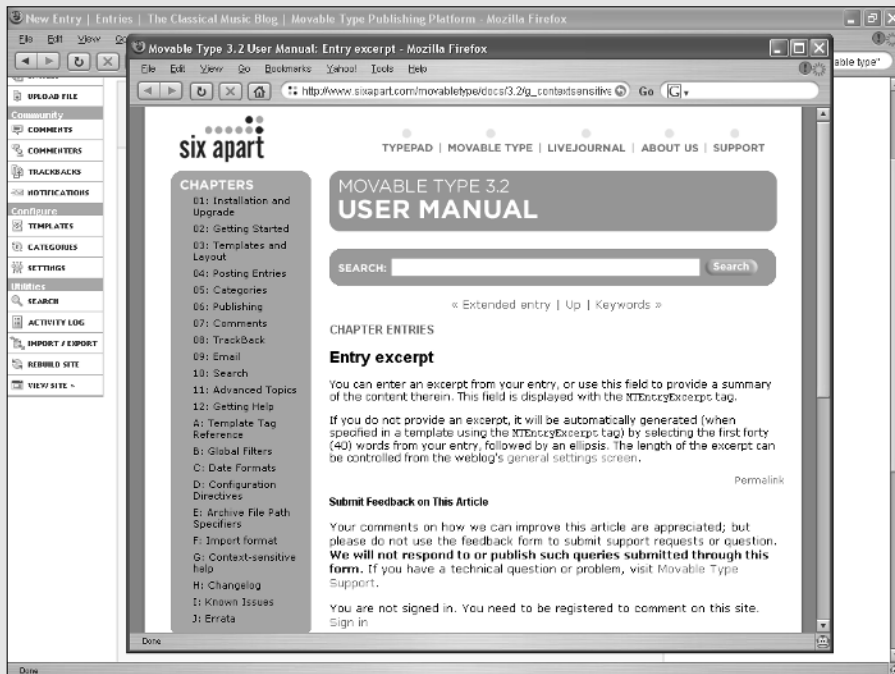 New Entry | Entries | The Classical Music Blog | Movable Type Publishing Platform - Mozilla Firefox
File Edit View Go
able type"
UPLOAD FILE
Community
COMMENTS
COMMENTERS
TRACKBACKS
NOTIFICATIONS
Configure
TEMPLATES
CATEGORIES
SETTINGS
Utilities
SEARCH
ACTIVITY LOG
IMPORT / EXPORT
REBUILD SITE
VIEW SITE »
Done
Movable Type 3.2 User Manual: Entry excerpt - Mozilla Firefox
File Edit View Go Bookmarks Yahoo! Tools Help
http://www.sixapart.com/movabletype/docs/3.2/g_contextsensitive Go G
six apart
TYPEPAD | MOVABLE TYPE | LIVEJOURNAL | ABOUT US | SUPPORT
CHAPTERS
01: Installation and
Upgrade
02: Getting Started
03: Templates and
Layout
04: Posting Entries
05: Categories
06: Publishing
07: Comments
08: TrackBack
09: Email
10: Search
11: Advanced Topics
12: Getting Help
A: Template Tag
Reference
B: Global Filters
C: Date Formats
D: Configuration
Directives
E: Archive File Path
Specifiers
F: Import format
G: Context-sensitive
help
H: Changelog
I: Known Issues
J: Errata
MOVABLE TYPE 3.2
USER MANUAL
SEARCH: Search
« Extended entry | Up | Keywords »
CHAPTER ENTRIES
Entry excerpt
You can enter an excerpt from your entry, or use this field to provide a summary
of the content therein. This field is displayed with the MTEntryExcerpt tag.
If you do not provide an excerpt, it will be automatically generated (when
specified in a template using the MTEntryExcerpt tag) by selecting the first forty
(40) words from your entry, followed by an ellipsis. The length of the excerpt can
be controlled from the weblog's general settings screen.
Permalink
Submit Feedback on This Article
Your comments on how we can improve this article are appreciated; but
please do not use the feedback form to submit support requests or question.
We will not respond to or publish such queries submitted through this
form. If you have a technical question or problem, visit Movable Type
Support.
You are not signed in. You need to be registered to comment on this site.
Sign in
Done